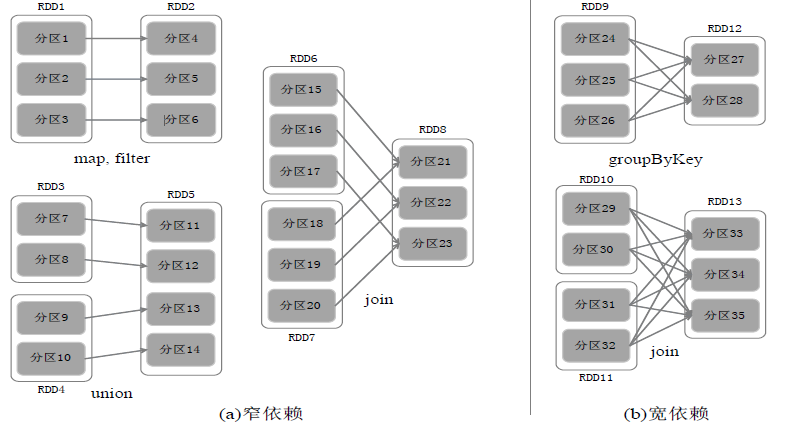 RDD1
分区1
分区2
分区3
RDD2
分区4
分区5
分区6
map, filter
RDD3
分区7
分区8
分区9
分区10
RDD4
RDD5
分区11
分区12
分区13
分区14
union
RDD6
分区15
分区16
分区17
分区18
分区19
分区20
RDD7
RDD8
分区21
分区22
分区23
join
(a)窄依赖
RDD9
分区24
分区25
分区26
RDD12
分区27
分区28
groupByKey
RDD10
分区29
分区30
分区31
分区32
RDD11
RDD13
分区33
分区34
分区35
join
(b)宽依赖